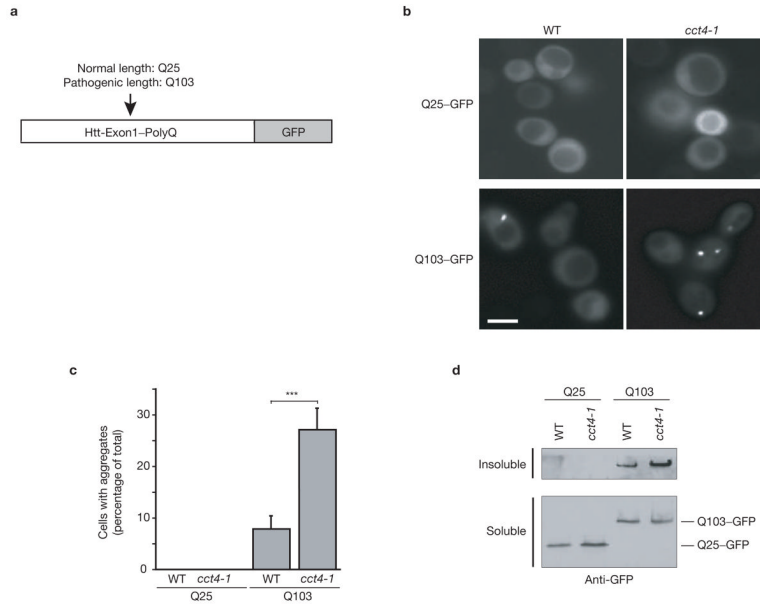 a
Normal length: Q25
Pathogenic length: Q103
Htt-Exon1–PolyQ
GFP
b
WT
cct4-1
Q25–GFP
Q103–GFP
c
Cells with aggregates
(percentage of total)
30
20
10
0
***
WT cct4-1 WT cct4-1
Q25 Q103
d
Q25 Q103
WT cct4-1 WT cct4-1
Insoluble
Soluble
Q103–GFP
Q25–GFP
Anti-GFP